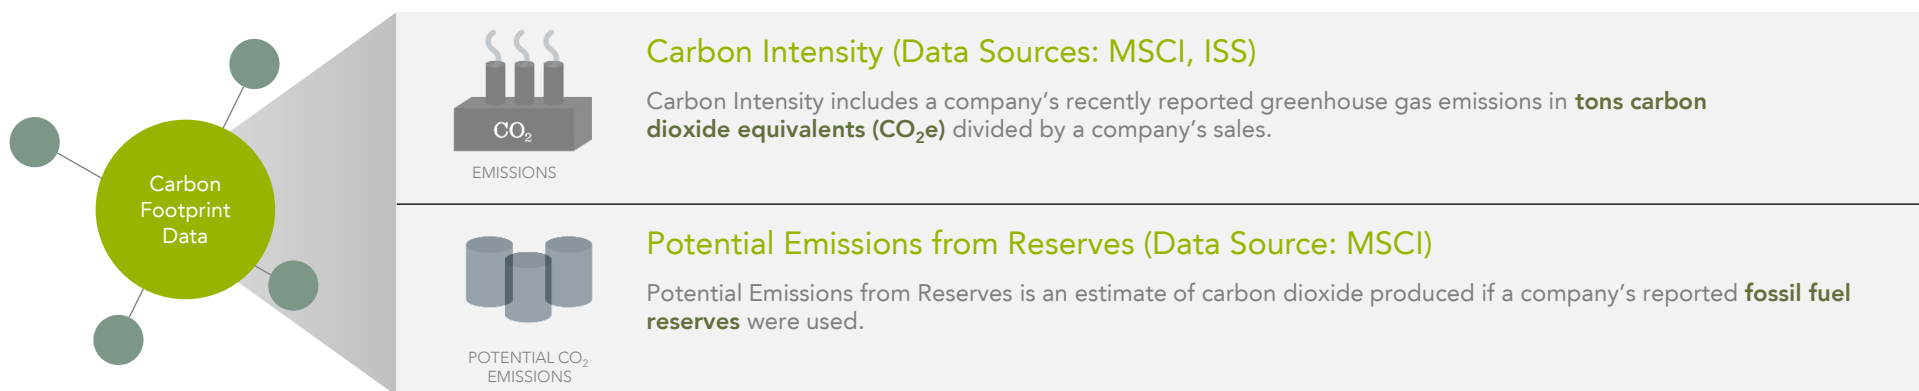 Carbon
Footprint
Data
CO₂
EMISSIONS
Carbon Intensity (Data Sources: MSCI, ISS)
Carbon Intensity includes a company’s recently reported greenhouse gas emissions in tons carbon
dioxide equivalents (CO₂e) divided by a company’s sales.
POTENTIAL CO₂
EMISSIONS
Potential Emissions from Reserves (Data Source: MSCI)
Potential Emissions from Reserves is an estimate of carbon dioxide produced if a company’s reported fossil fuel
reserves were used.